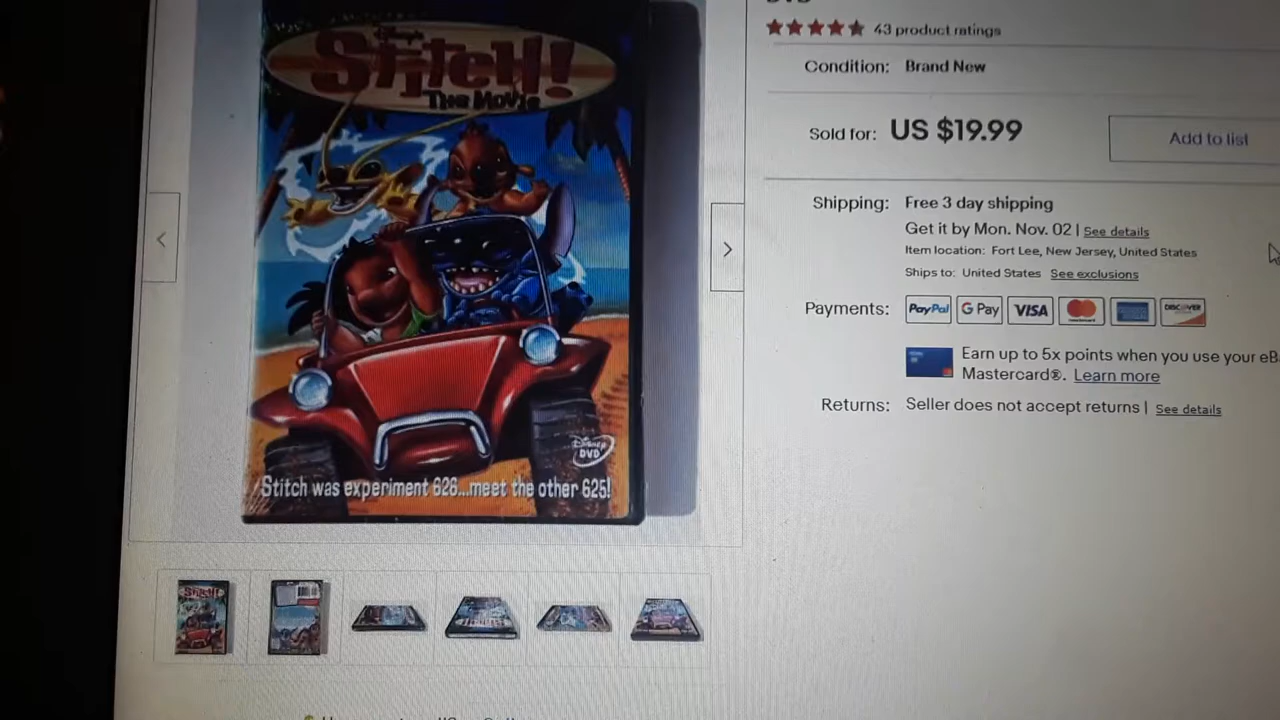 43 product ratings
Condition: Brand New
Sold for: US $19.99
Add to list
Shipping: Free 3 day shipping
Get it by Mon. Nov. 02 | See details
Item location: Fort Lee, New Jersey, United States
Ships to: United States See exclusions
Payments: PayPal G Pay VISA mastercard DISCOVER
Earn up to 5x points when you use your eB
Mastercard®. Learn more
Returns: Seller does not accept returns | See details
Disney's
Stitch!
The Movie
Disney
DVD
Stitch was experiment 626...meet the other 625!
Stitch!